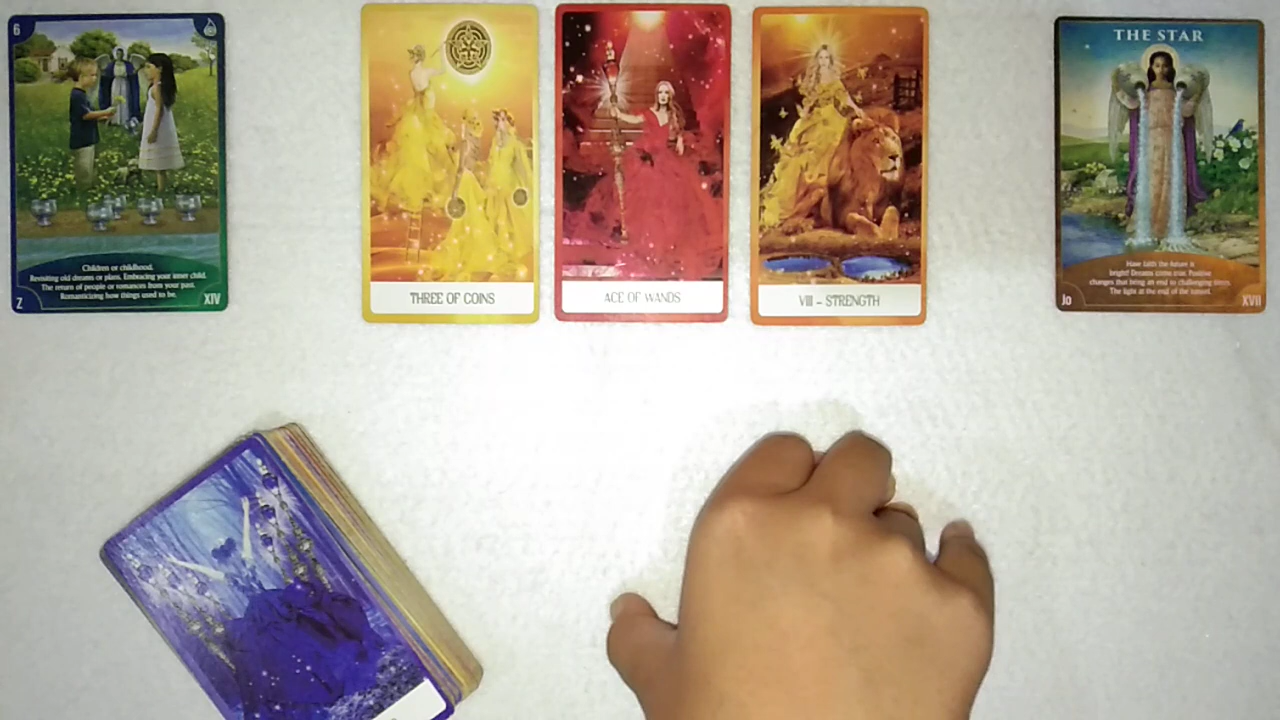 6
Children or childhood.
Revisiting old dreams or plans. Embracing your inner child.
The return of people or romances from your past.
Romanticizing how things used to be.
Z
XIV
THREE OF COINS
ACE OF WANDS
VIII – STRENGTH
THE STAR
Have faith the future is
bright! Dreams come true. Positive
changes that bring an end to challenging times.
The light at the end of the tunnel.
Jo
XVII